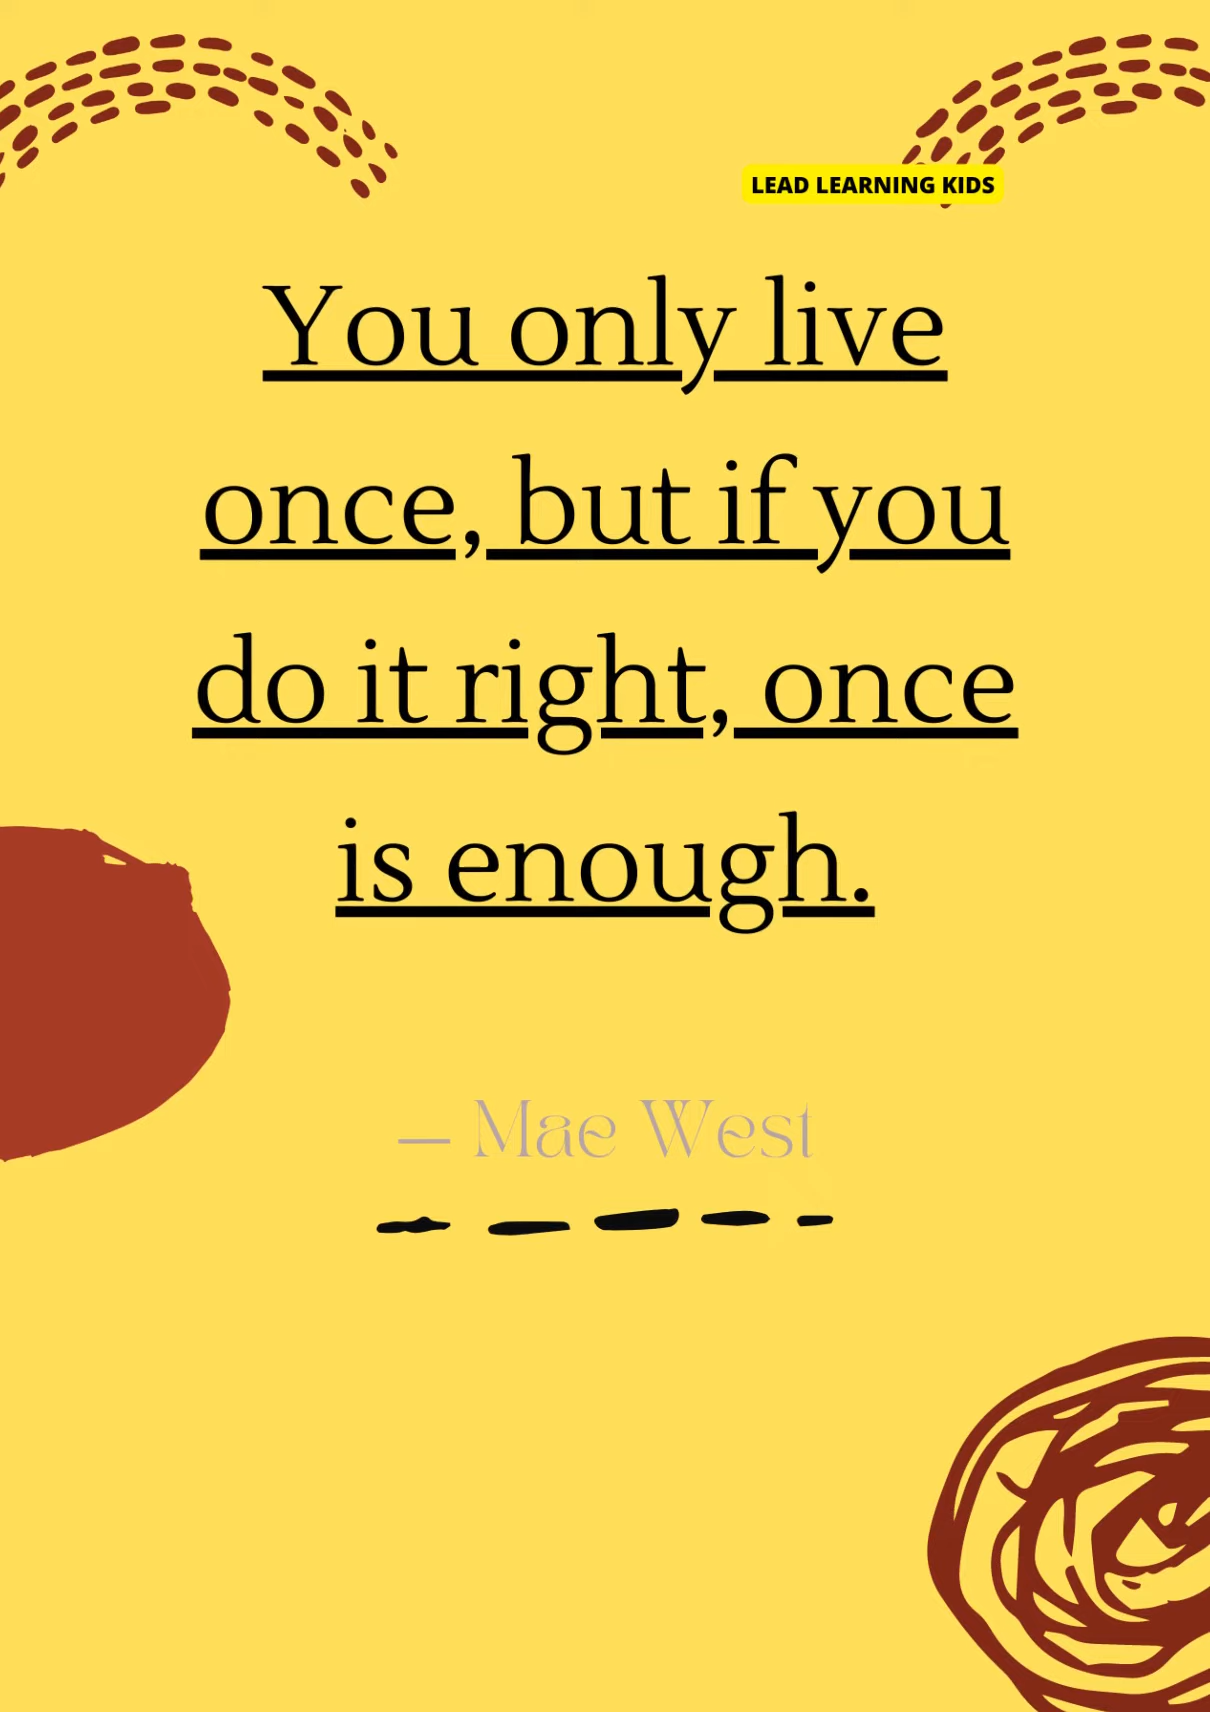 LEAD LEARNING KIDS
You only live
once, but if you
do it right, once
is enough.
— Mae West